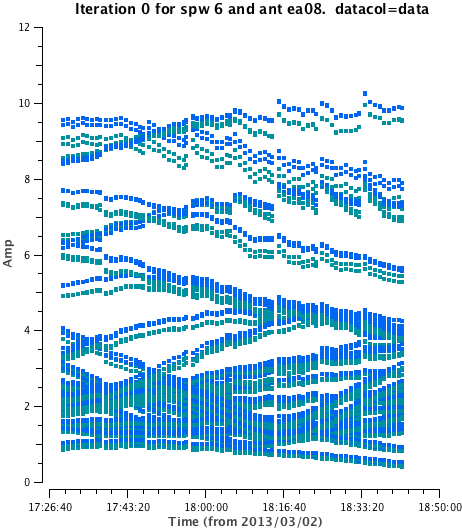 Iteration 0 for spw 6 and ant ea08.  datacol=data
12
10
8
6
4
2
0
Amp
17:26:40 17:43:20 18:00:00 18:16:40 18:33:20 18:50:00
Time (from 2013/03/02)